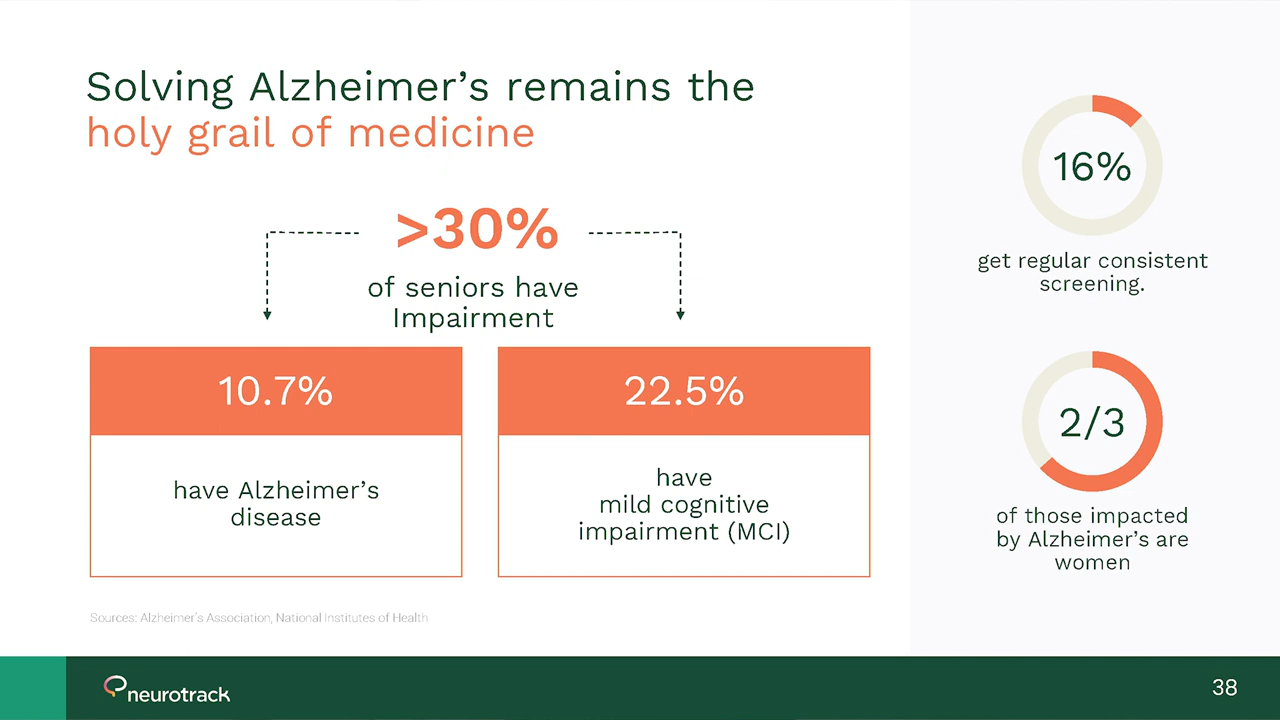 Solving Alzheimer's remains the
holy grail of medicine
>30%
of seniors have
Impairment
10.7%
have Alzheimer's
disease
22.5%
have
mild cognitive
impairment (MCI)
Sources: Alzheimer's Association, National Institutes of Health
16%
get regular consistent
screening.
2/3
of those impacted
by Alzheimer's are
women
neurotrack
38